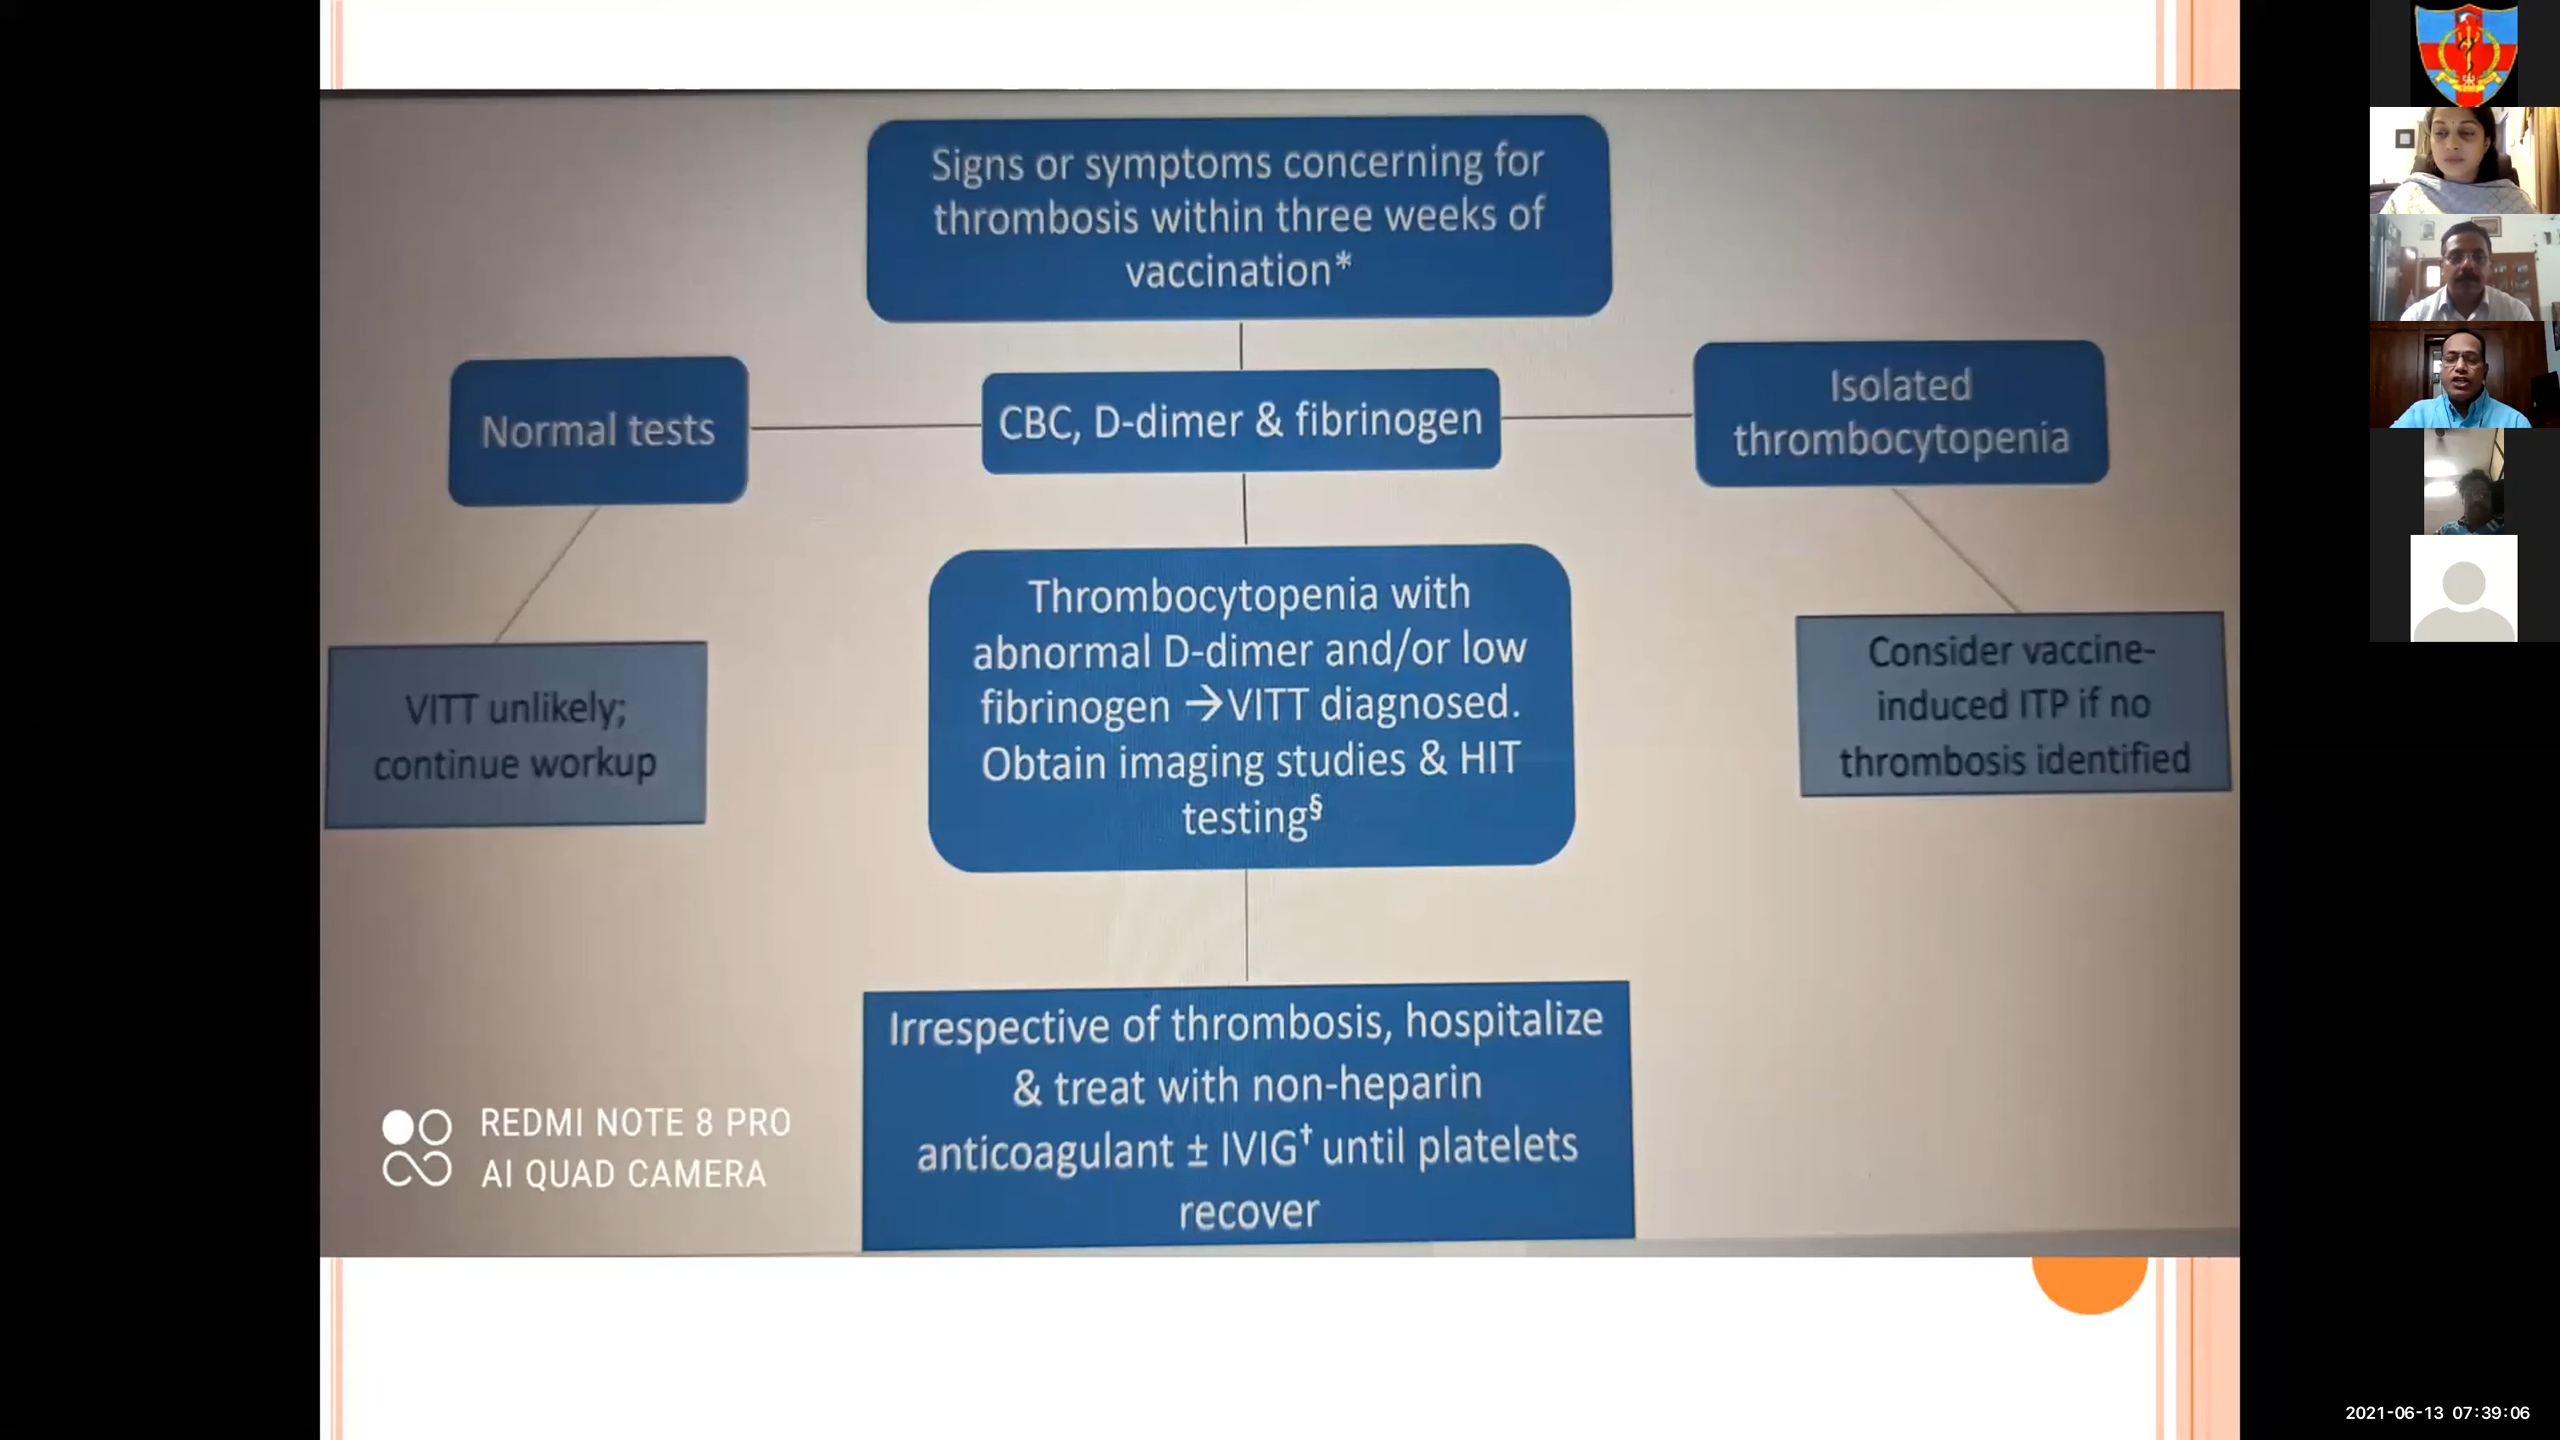 Signs or symptoms concerning for
thrombosis within three weeks of
vaccination*
Normal tests
CBC, D-dimer & fibrinogen
Isolated
thrombocytopenia
Thrombocytopenia with
abnormal D-dimer and/or low
fibrinogen →VITT diagnosed.
Obtain imaging studies & HIT
testing§
VITT unlikely;
continue workup
Consider vaccine-
induced ITP if no
thrombosis identified
Irrespective of thrombosis, hospitalize
& treat with non-heparin
anticoagulant ± IVIG† until platelets
recover
REDMI NOTE 8 PRO
AI QUAD CAMERA
2021-06-13 07:39:06